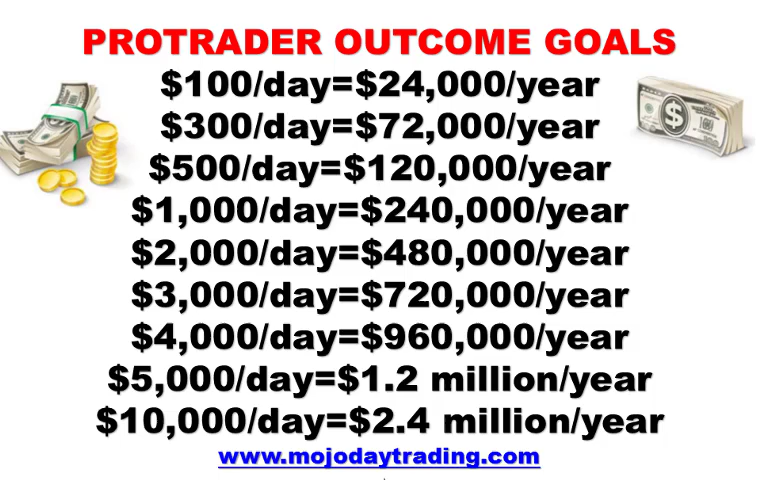 PROTRADER OUTCOME GOALS
$100/day=$24,000/year
$300/day=$72,000/year
$500/day=$120,000/year
$1,000/day=$240,000/year
$2,000/day=$480,000/year
$3,000/day=$720,000/year
$4,000/day=$960,000/year
$5,000/day=$1.2 million/year
$10,000/day=$2.4 million/year
www.mojodaytrading.com